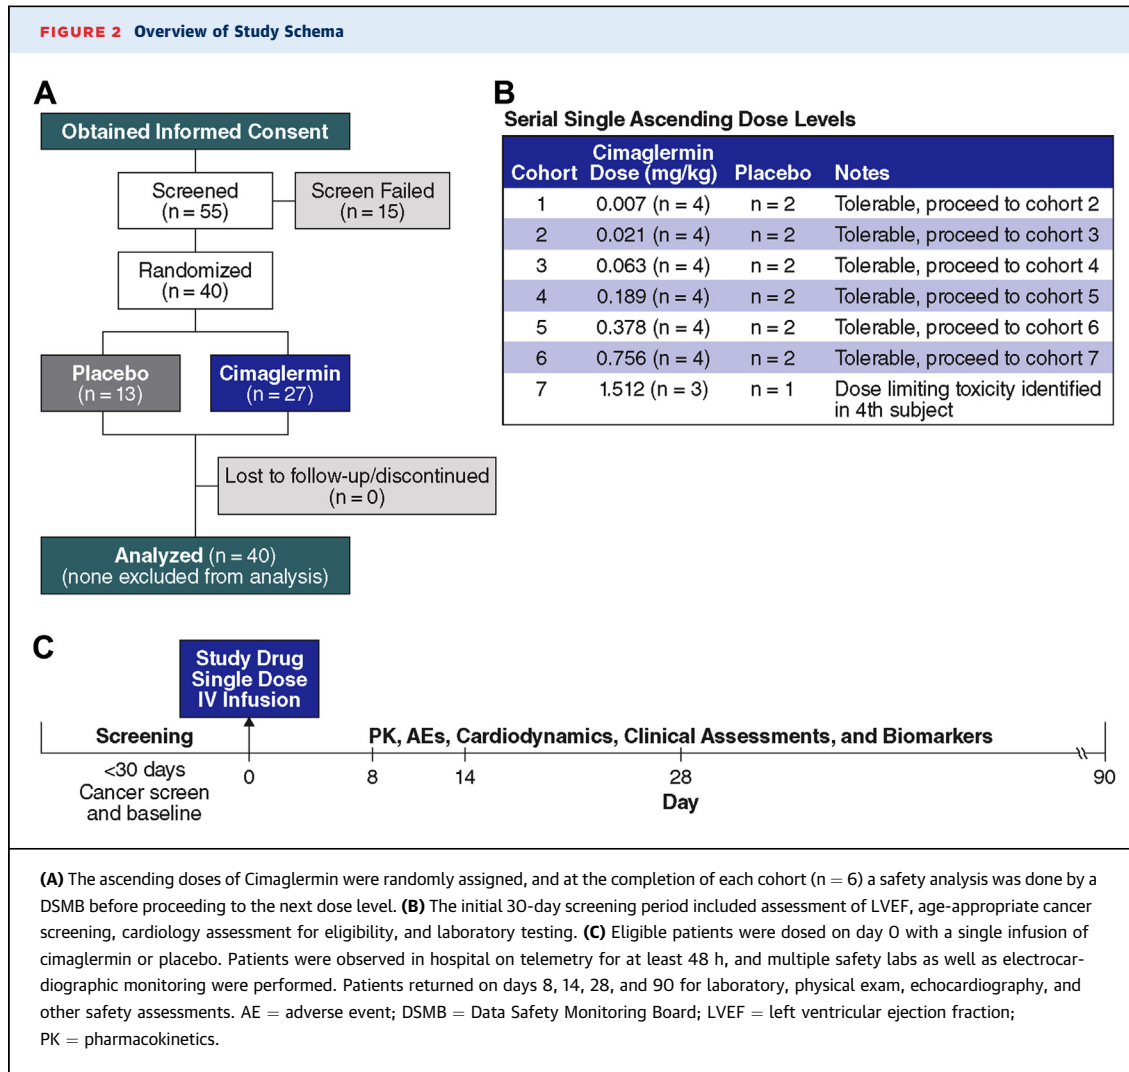 FIGURE 2 Overview of Study Schema
A
Obtained Informed Consent
Screened
(n = 55)
Screen Failed
(n = 15)
Randomized
(n = 40)
Placebo
(n = 13)
Cimaglermin
(n = 27)
Lost to follow-up/discontinued
(n = 0)
Analyzed (n = 40)
(none excluded from analysis)
B
Serial Single Ascending Dose Levels
Cohort Cimaglermin Dose (mg/kg) Placebo Notes
1 0.007 (n = 4) n = 2 Tolerable, proceed to cohort 2
2 0.021 (n = 4) n = 2 Tolerable, proceed to cohort 3
3 0.063 (n = 4) n = 2 Tolerable, proceed to cohort 4
4 0.189 (n = 4) n = 2 Tolerable, proceed to cohort 5
5 0.378 (n = 4) n = 2 Tolerable, proceed to cohort 6
6 0.756 (n = 4) n = 2 Tolerable, proceed to cohort 7
7 1.512 (n = 3) n = 1 Dose limiting toxicity identified
in 4th subject
C
Study Drug
Single Dose
IV Infusion
Screening
PK, AEs, Cardiodynamics, Clinical Assessments, and Biomarkers
<30 days
Cancer screen
and baseline
0 8 14 28 90
Day
(A) The ascending doses of Cimaglermin were randomly assigned, and at the completion of each cohort (n = 6) a safety analysis was done by a
DSMB before proceeding to the next dose level. (B) The initial 30-day screening period included assessment of LVEF, age-appropriate cancer
screening, cardiology assessment for eligibility, and laboratory testing. (C) Eligible patients were dosed on day 0 with a single infusion of
cimaglermin or placebo. Patients were observed in hospital on telemetry for at least 48 h, and multiple safety labs as well as electrocar-
diographic monitoring were performed. Patients returned on days 8, 14, 28, and 90 for laboratory, physical exam, echocardiography, and
other safety assessments. AE = adverse event; DSMB = Data Safety Monitoring Board; LVEF = left ventricular ejection fraction;
PK = pharmacokinetics.